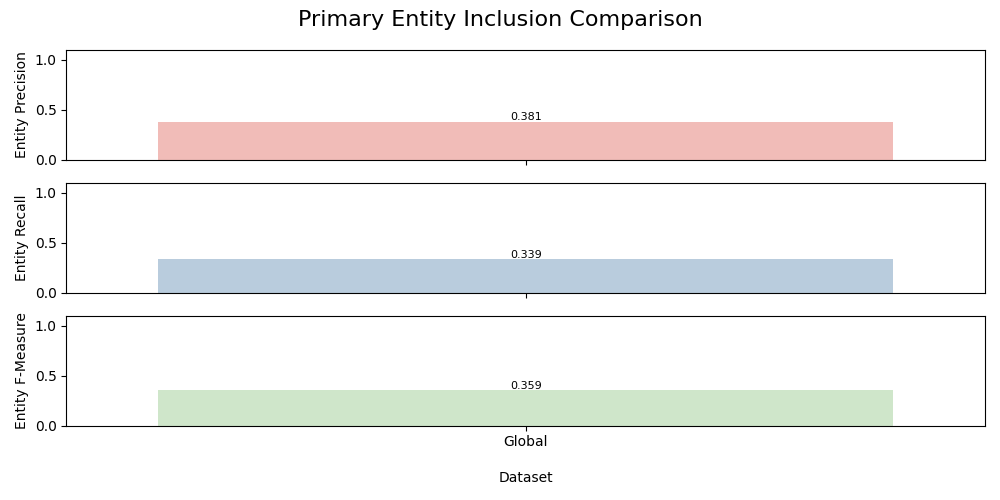 Primary Entity Inclusion Comparison
Entity Precision
1.0
0.5
0.0
0.381
Entity Recall
1.0
0.5
0.0
0.339
Entity F-Measure
1.0
0.5
0.0
0.359
Global
Dataset